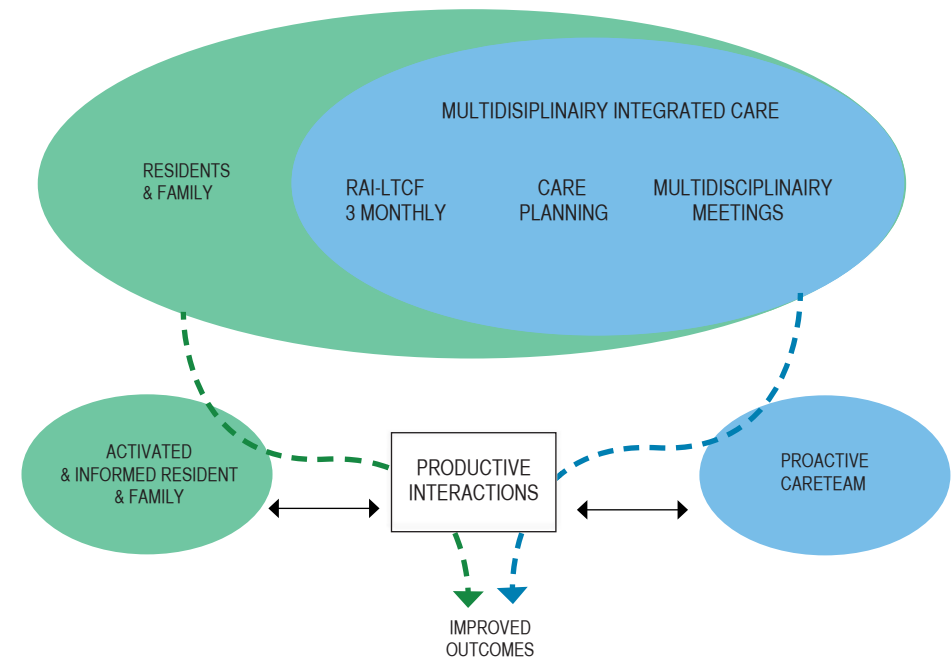 MULTIDISIPLINAIRY INTEGRATED CARE
RESIDENTS
& FAMILY
RAI-LTCF
3 MONTHLY
CARE
PLANNING
MULTIDISCIPLINAIRY
MEETINGS
ACTIVATED
& INFORMED RESIDENT
& FAMILY
PRODUCTIVE
INTERACTIONS
PROACTIVE
CARETEAM
IMPROVED
OUTCOMES